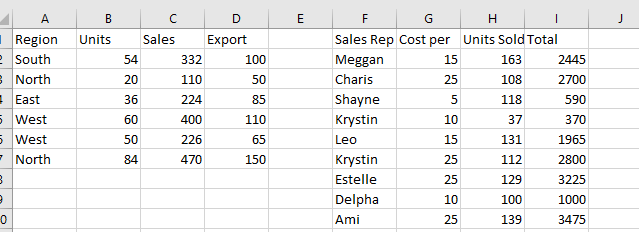 A B C D E F G H I J
1 Region Units Sales Export Sales Rep Cost per Units Sold Total
2 South 54 332 100 Meggan 15 163 2445
3 North 20 110 50 Charis 25 108 2700
4 East 36 224 85 Shayne 5 118 590
5 West 60 400 110 Krystin 10 37 370
6 West 50 226 65 Leo 15 131 1965
7 North 84 470 150 Krystin 25 112 2800
8 Estelle 25 129 3225
9 Delpha 10 100 1000
0 Ami 25 139 3475